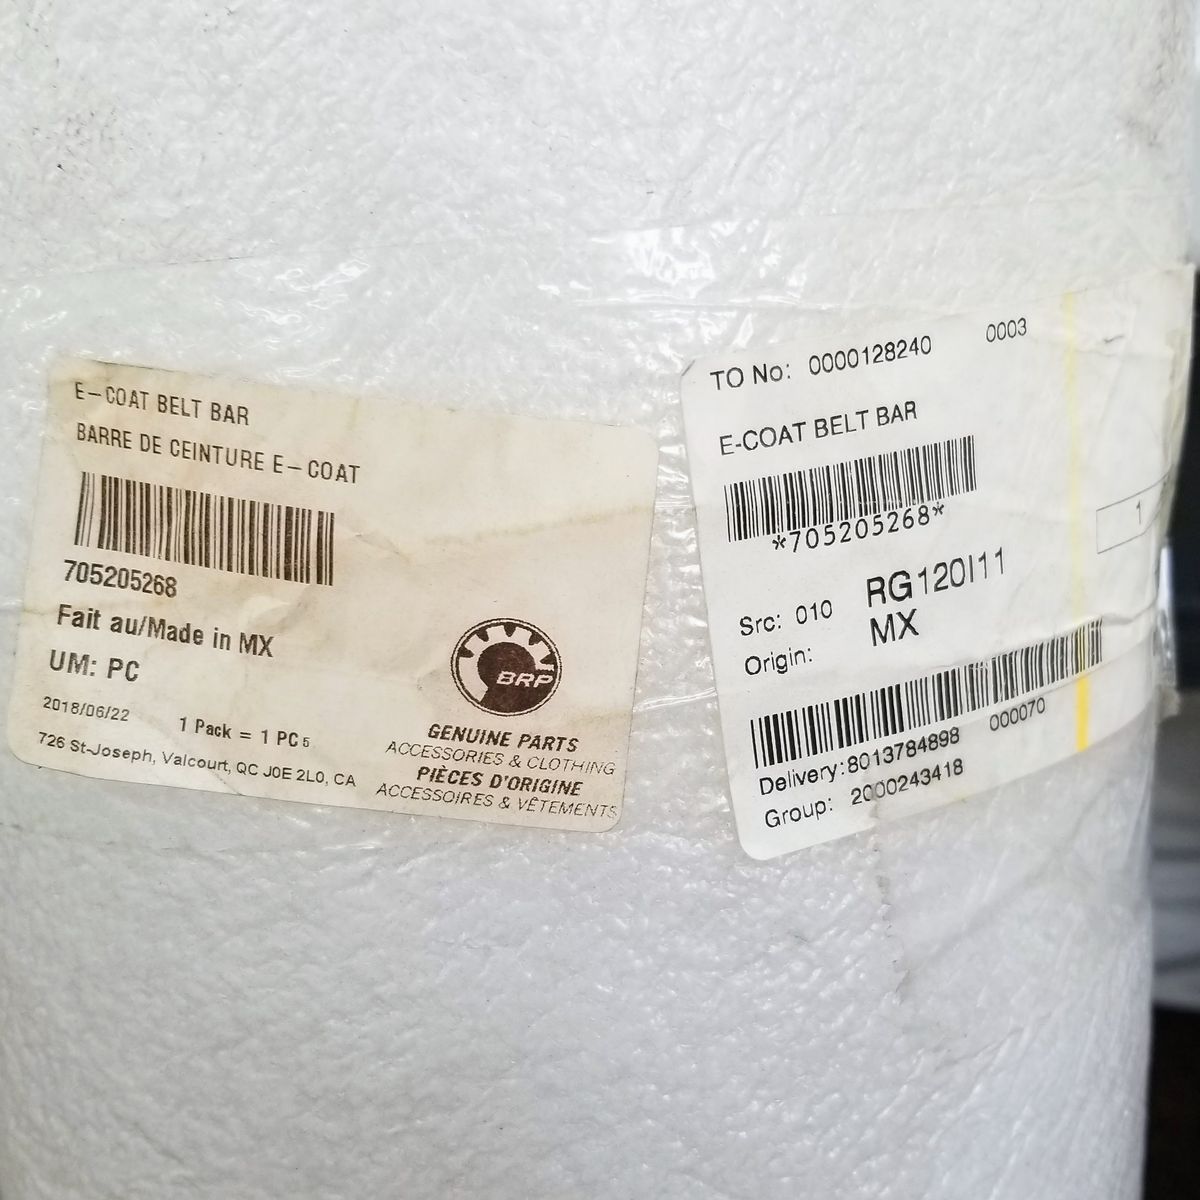 E-COAT BELT BAR
BARRE DE CEINTURE E-COAT
705205268
Fait au/Made in MX
UM: PC
2018/06/22
1 Pack = 1 PC 5
726 St-Joseph, Valcourt, QC J0E 2L0, CA
BRP
GENUINE PARTS
ACCESSORIES & CLOTHING
PIÈCES D'ORIGINE
ACCESSOIRES & VÊTEMENTS
TO No: 0000128240 0003
E-COAT BELT BAR
*705205268*
1
Src: 010 RG120I11
Origin: MX
Delivery:8013784898 000070
Group: 2000243418